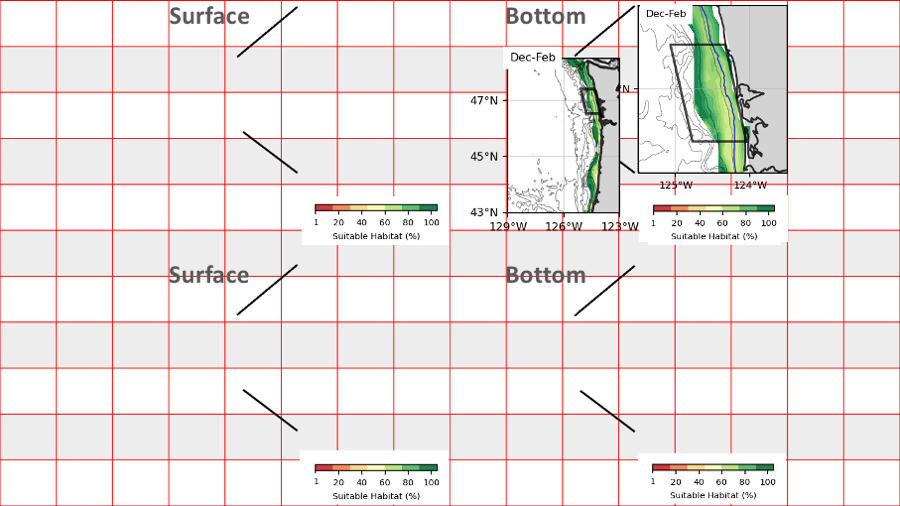 Surface
Bottom
Dec-Feb
Dec-Feb
47°N
45°N
43°N
129°W 126°W 123°W
N
125°W 124°W
1 20 40 60 80 100
Suitable Habitat (%)
1 20 40 60 80 100
Suitable Habitat (%)
Surface
Bottom
1 20 40 60 80 100
Suitable Habitat (%)
1 20 40 60 80 100
Suitable Habitat (%)